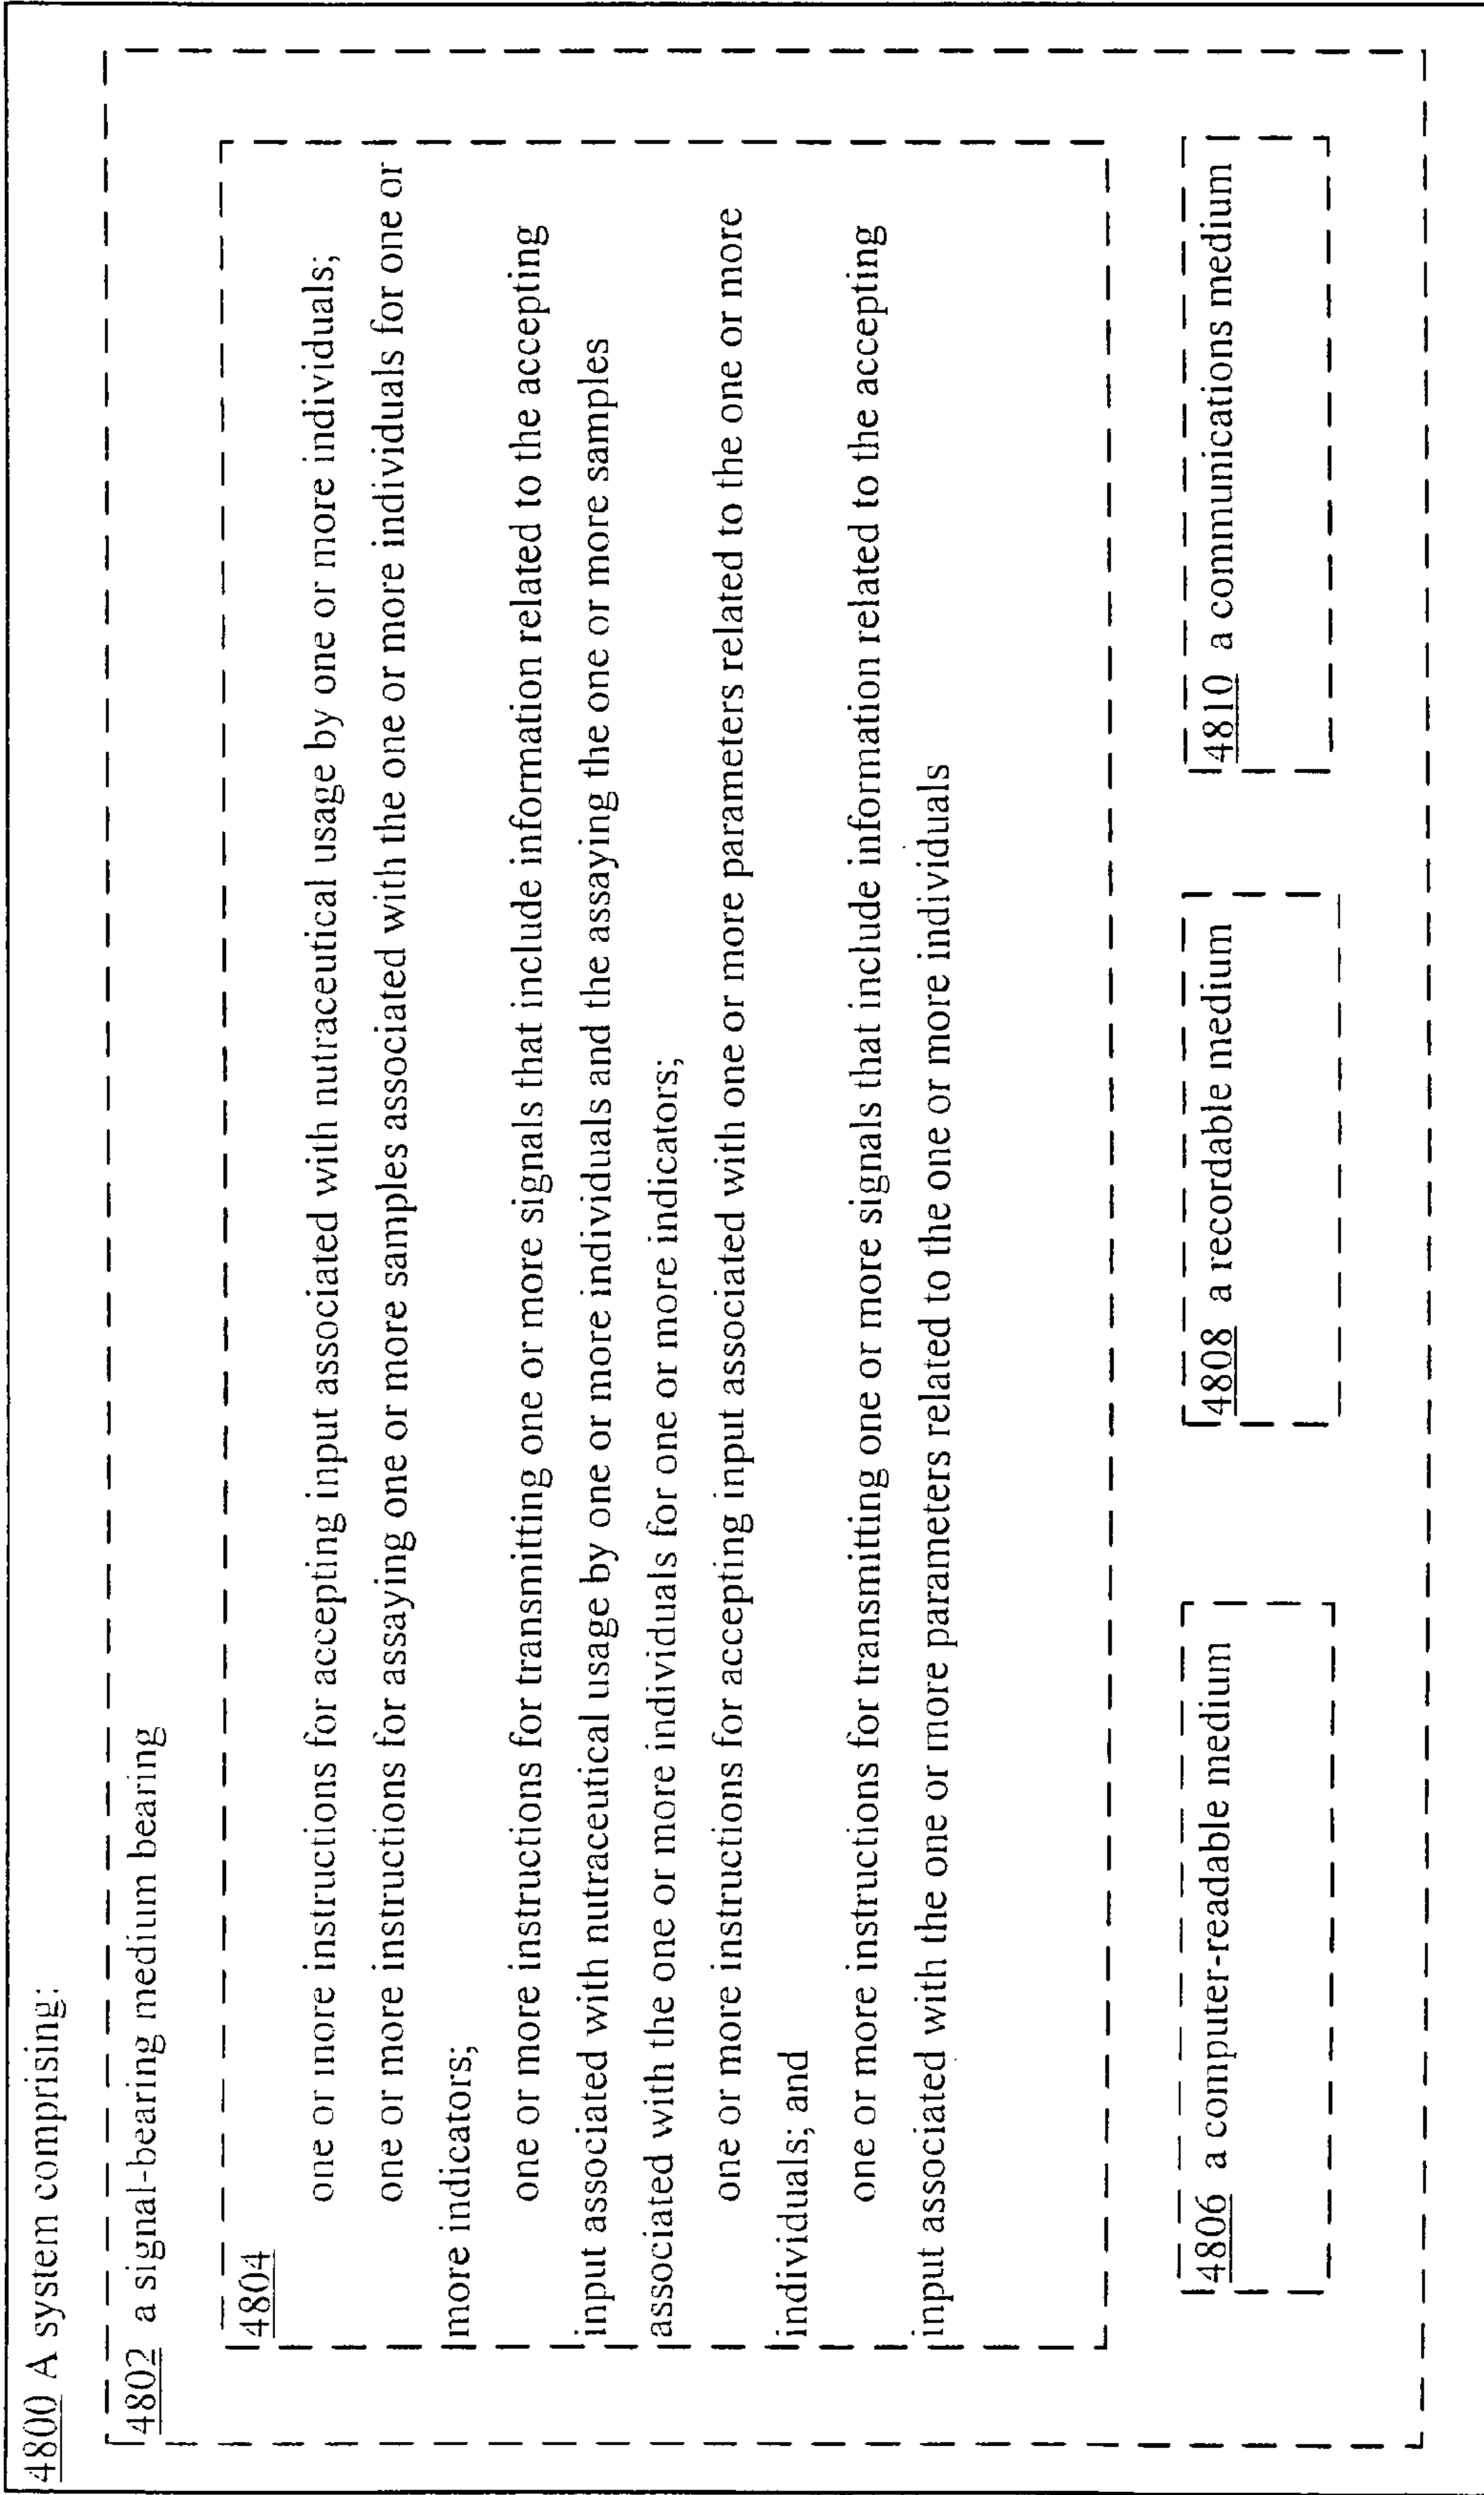 4800 A system comprising:
4802 a signal-bearing medium bearing
4804
one or more instructions for accepting input associated with nutraceutical usage by one or more individuals;
one or more instructions for assaying one or more samples associated with the one or more individuals for one or
more indicators;
one or more instructions for transmitting one or more signals that include information related to the accepting
input associated with nutraceutical usage by one or more individuals and the assaying the one or more samples
associated with the one or more individuals for one or more indicators;
one or more instructions for accepting input associated with one or more parameters related to the one or more
individuals; and
one or more instructions for transmitting one or more signals that include information related to the accepting
input associated with the one or more parameters related to the one or more individuals
4806 a computer-readable medium
4808 a recordable medium
4810 a communications medium